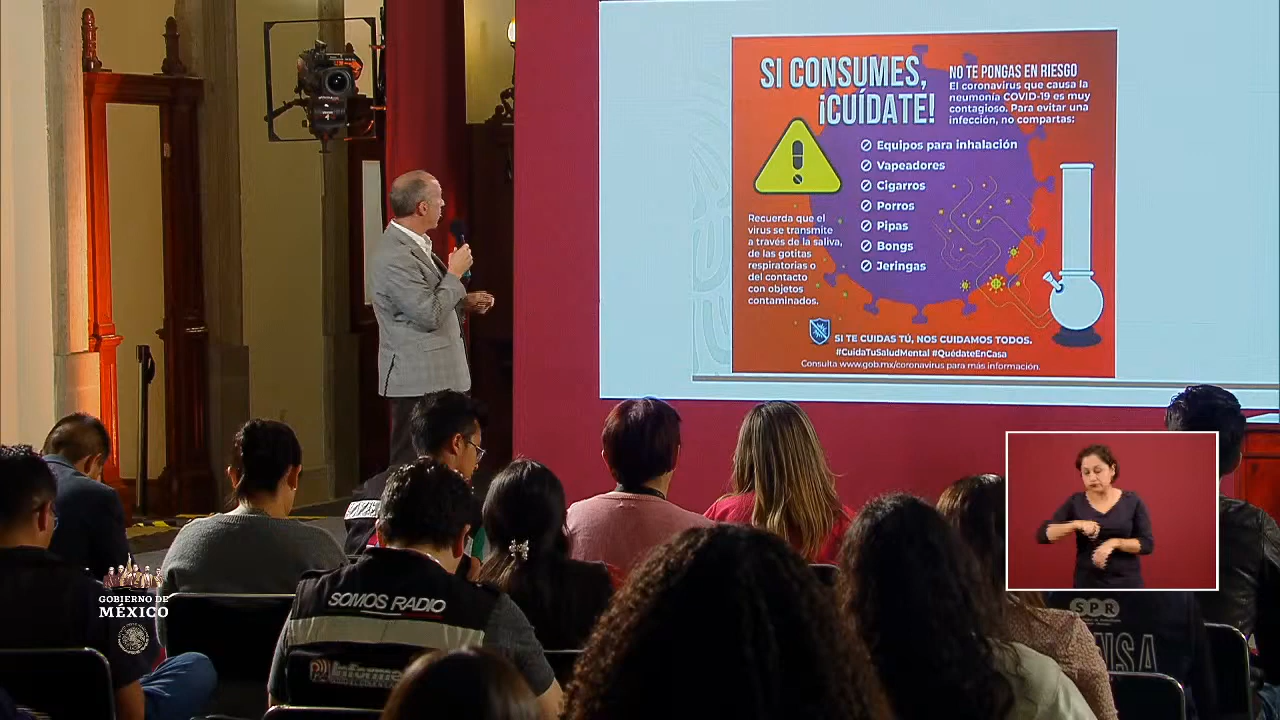 SI CONSUMES,
¡CUÍDATE!
NO TE PONGAS EN RIESGO
El coronavirus que causa la
neumonía COVID-19 es muy
contagioso. Para evitar una
infección, no compartas:
Equipos para inhalación
Vapeadores
Cigarros
Porros
Pipas
Bongs
Jeringas
Recuerda que el
virus se transmite
a través de la saliva,
de las gotitas
respiratorias o
del contacto
con objetos
contaminados.
SI TE CUIDAS TÚ, NOS CUIDAMOS TODOS.
#CuidaTuSaludMental #QuédateEnCasa
Consulta www.gob.mx/coronavirus para más información.
GOBIERNO DE
MÉXICO
SOMOS RADIO
SPR